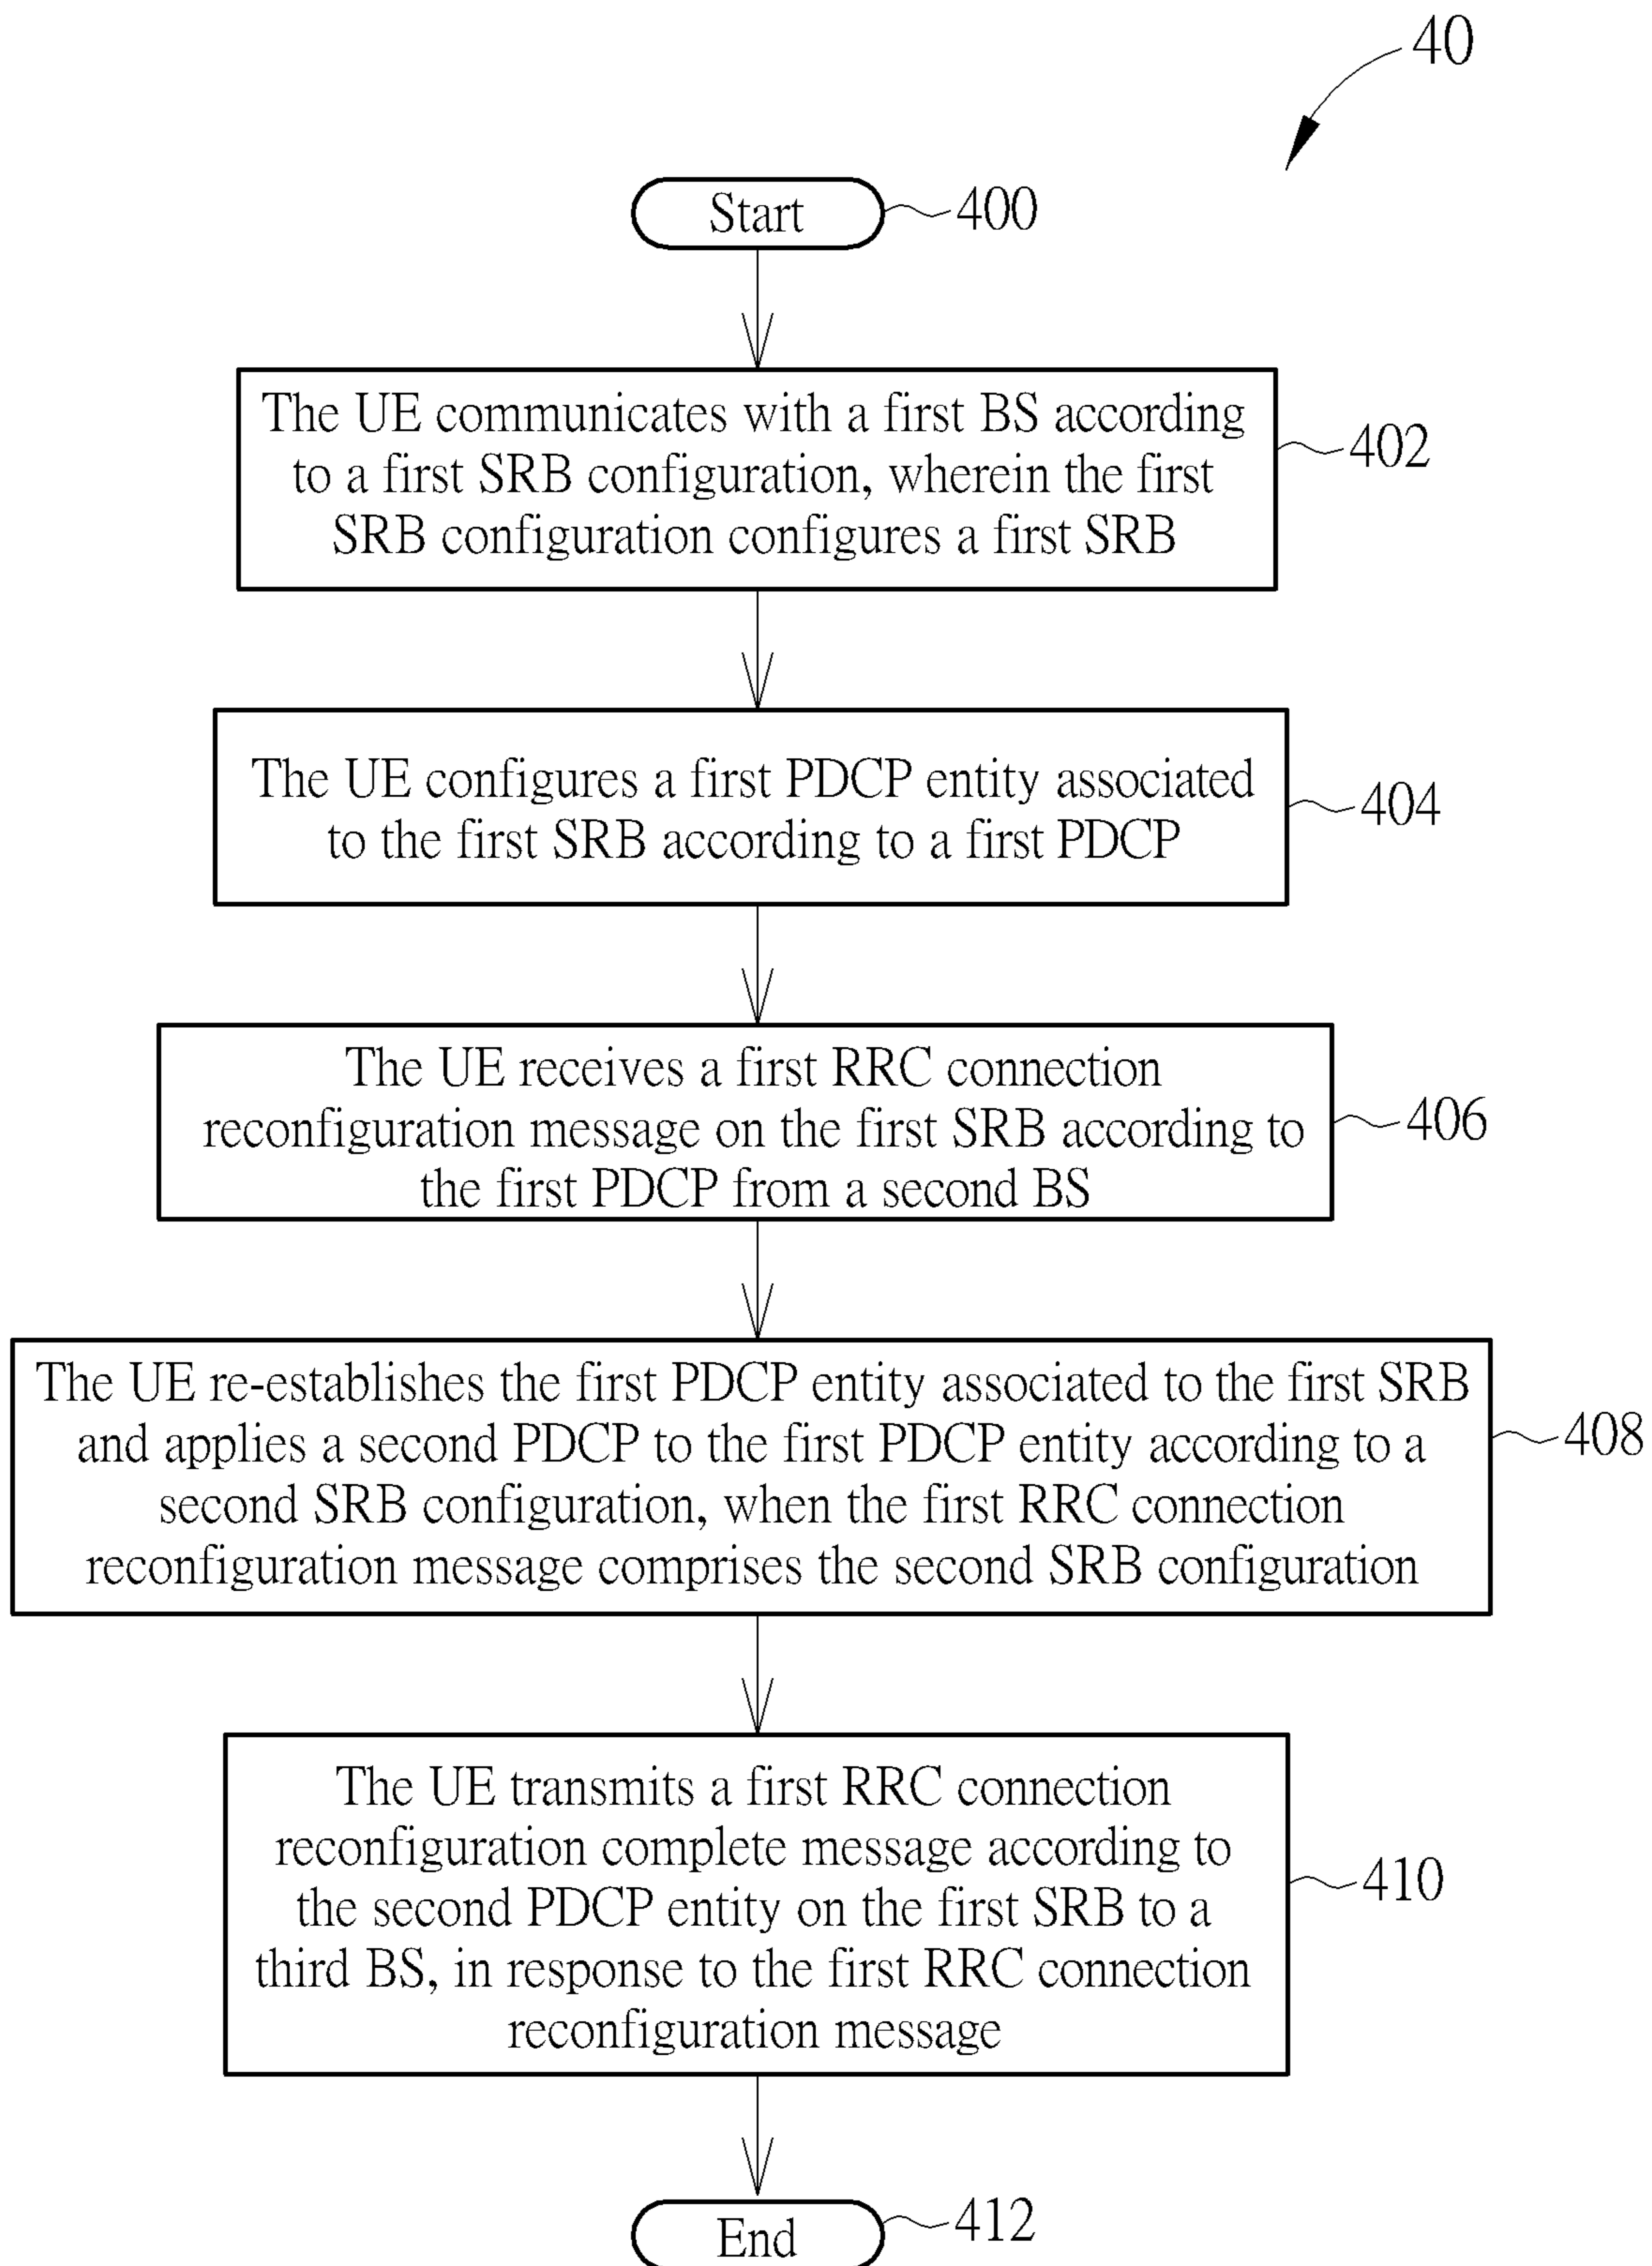 40
Start
400
The UE communicates with a first BS according
to a first SRB configuration, wherein the first
SRB configuration configures a first SRB
402
The UE configures a first PDCP entity associated
to the first SRB according to a first PDCP
404
The UE receives a first RRC connection
reconfiguration message on the first SRB according to
the first PDCP from a second BS
406
The UE re-establishes the first PDCP entity associated to the first SRB
and applies a second PDCP to the first PDCP entity according to a
second SRB configuration, when the first RRC connection
reconfiguration message comprises the second SRB configuration
408
The UE transmits a first RRC connection
reconfiguration complete message according to
the second PDCP entity on the first SRB to a
third BS, in response to the first RRC connection
reconfiguration message
410
End
412